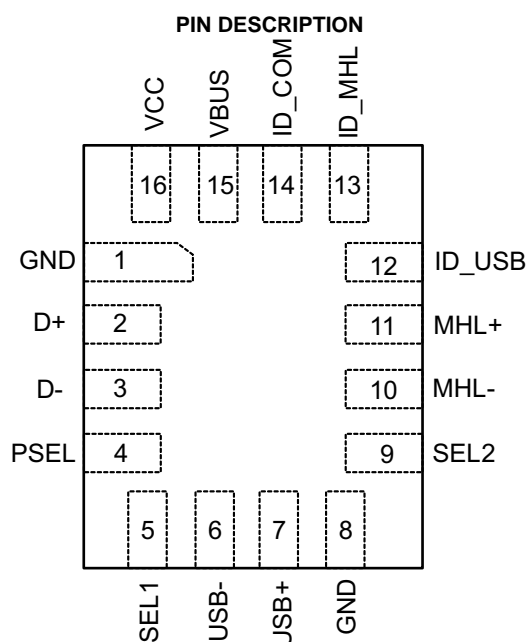 PIN DESCRIPTION
VCC
VBUS
ID_COM
ID_MHL
16
15
14
13
GND 1
12 ID_USB
D+ 2
11 MHL+
D- 3
10 MHL-
PSEL 4
9 SEL2
5
6
7
8
SEL1
USB-
USB+
GND